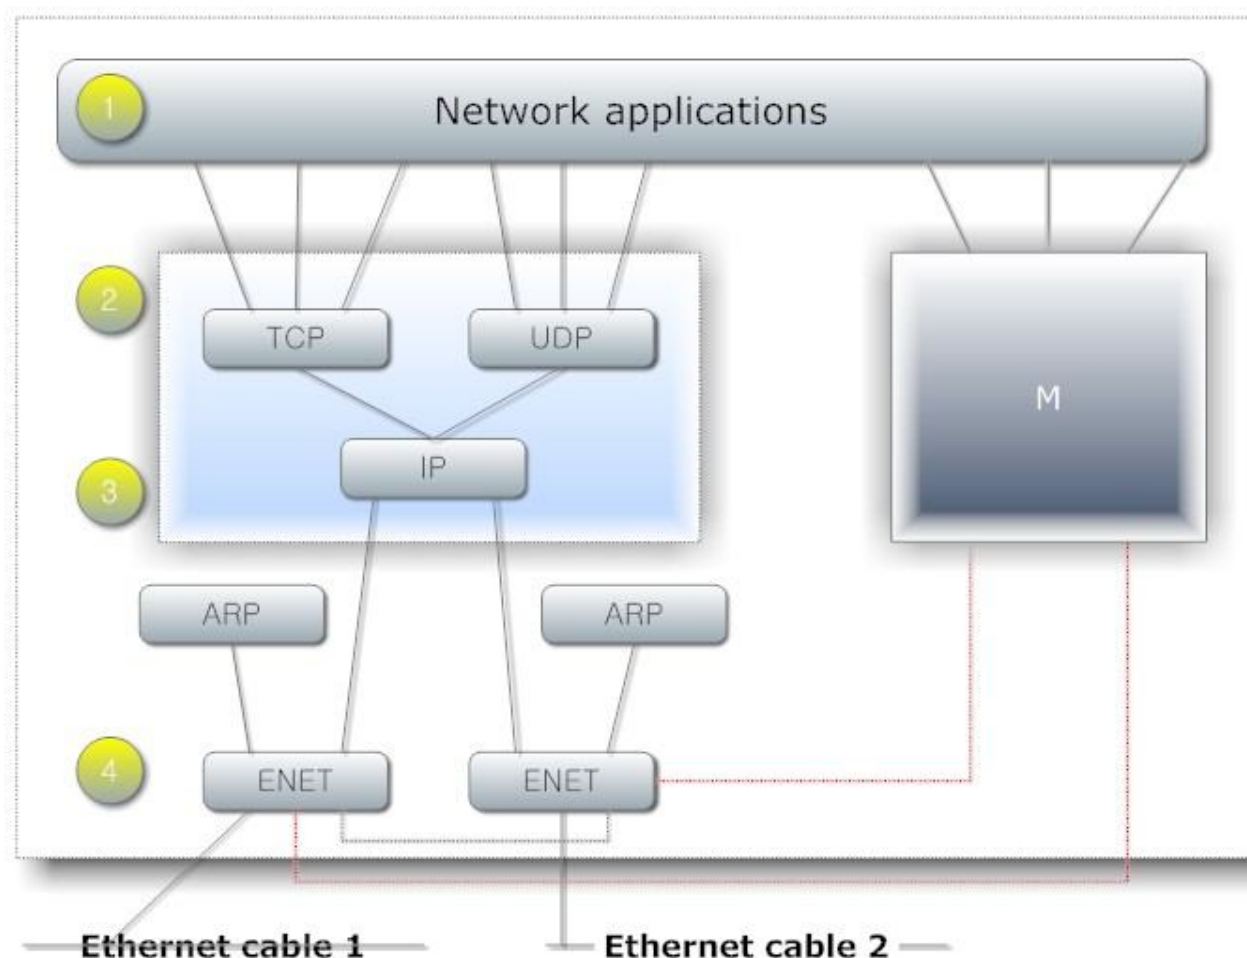 1
Network applications
2
TCP
UDP
M
3
IP
ARP
ARP
4
ENET
ENET
Ethernet cable 1
Ethernet cable 2